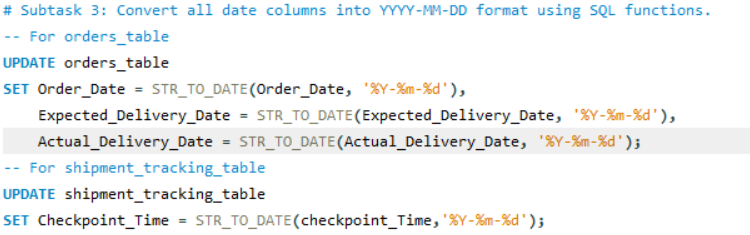 # Subtask 3: Convert all date columns into YYYY-MM-DD format using SQL functions.
-- For orders_table
UPDATE orders_table
SET Order_Date = STR_TO_DATE(Order_Date, '%Y-%m-%d'),
Expected_Delivery_Date = STR_TO_DATE(Expected_Delivery_Date, '%Y-%m-%d'),
Actual_Delivery_Date = STR_TO_DATE(Actual_Delivery_Date, '%Y-%m-%d');
-- For shipment_tracking_table
UPDATE shipment_tracking_table
SET Checkpoint_Time = STR_TO_DATE(checkpoint_Time,'%Y-%m-%d');